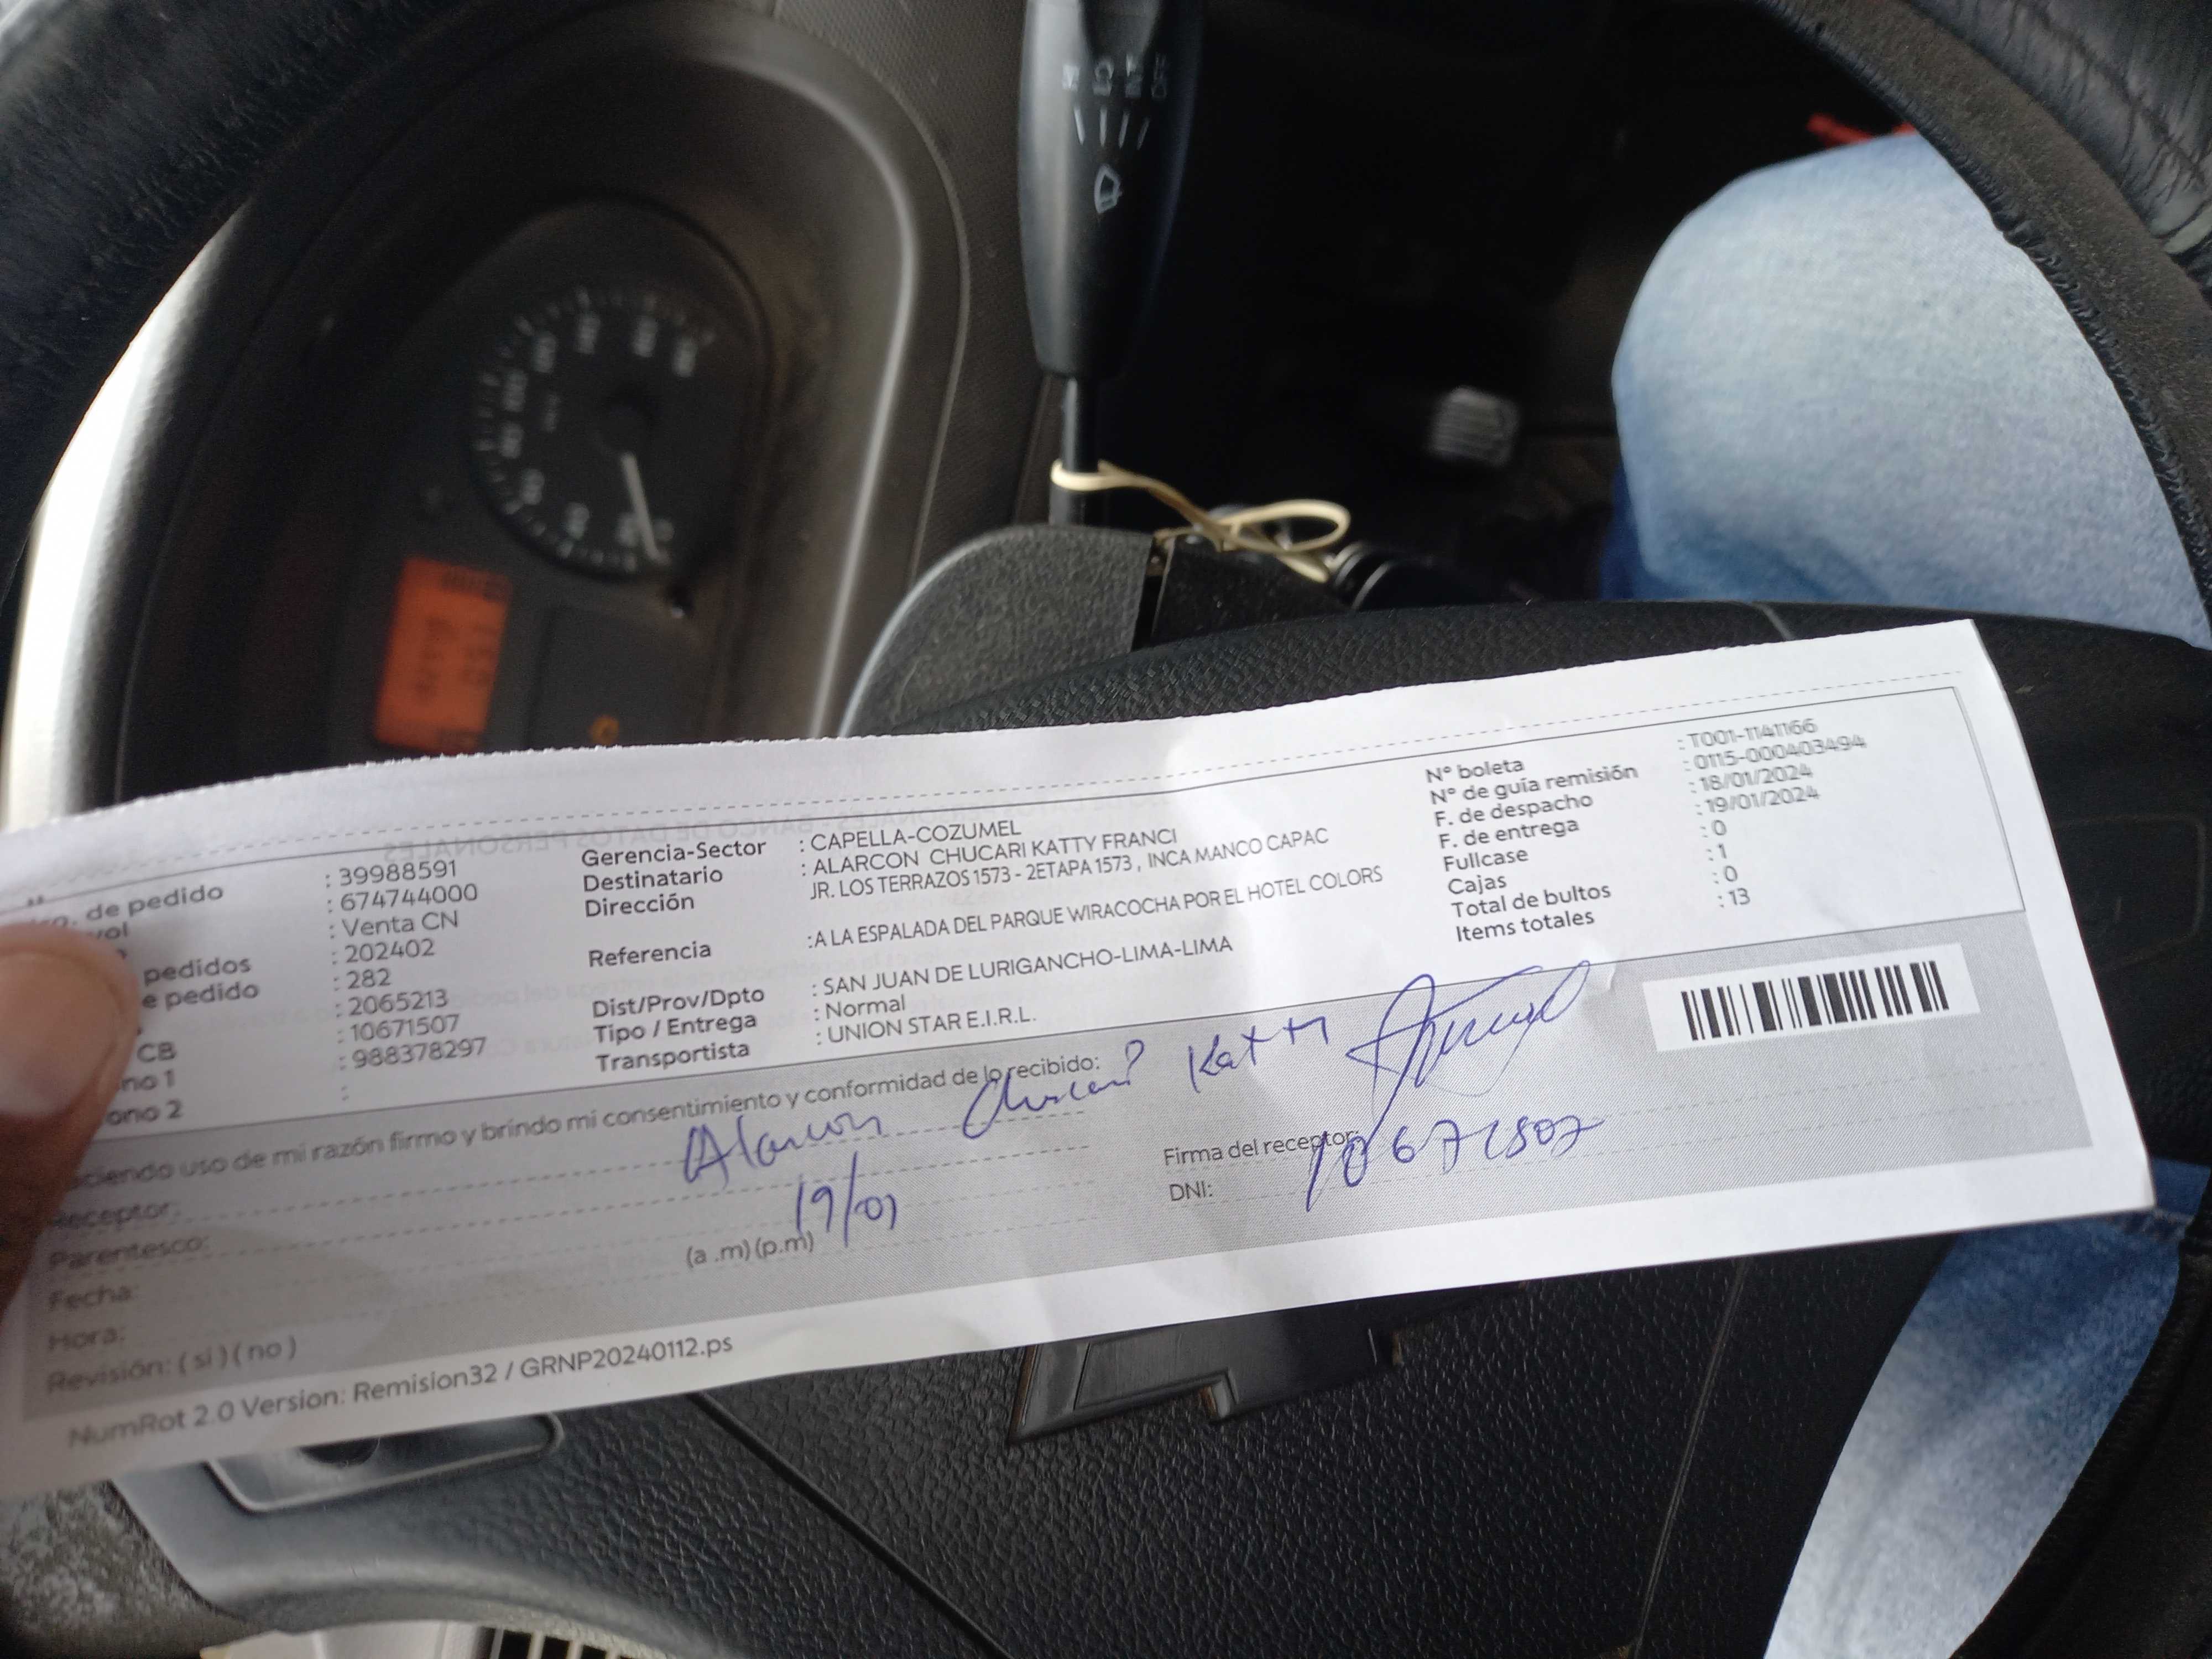 de pedido : 39988591
: 674744000
: Venta CN
pedidos : 202402
e pedido : 282
: 2065213
CB : 10671507
no 1 : 988378297
ono 2 :
Gerencia-Sector : CAPELLA-COZUMEL
Destinatario : ALARCON CHUCARI KATTY FRANCI
Dirección JR. LOS TERRAZOS 1573 - 2ETAPA 1573 , INCA MANCO CAPAC
Referencia :A LA ESPALADA DEL PARQUE WIRACOCHA POR EL HOTEL COLORS
Dist/Prov/Dpto : SAN JUAN DE LURIGANCHO-LIMA-LIMA
Tipo / Entrega : Normal
Transportista : UNION STAR E.I.R.L.
N° boleta : T001-11141166
N° de guía remisión : 0115-000403494
F. de despacho : 18/01/2024
F. de entrega : 19/01/2024
Fullcase : 0
Cajas : 1
Total de bultos : 0
Items totales : 13
ciendo uso de mi razón firmo y brindo mi consentimiento y conformidad de lo recibido:
Receptor: Alarcon Chucari Katty
Parentesco:
Fecha: 19/01
Hora: (a .m) (p.m)
Revisión: ( si ) ( no )
Firma del receptor:
DNI: 10671507
NumRot 2.0 Version: Remision32 / GRNP20240112.ps